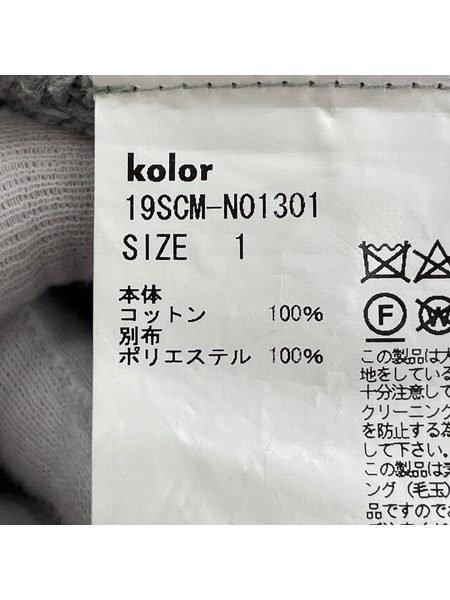 kolor
19SCM-N01301
SIZE 1
本体
コットン 100%
別布
ポリエステル 100%
F
W
この製品は
地をしている
十分注意して
クリーニング
を防止する為
して下さい。
この製品は
ング(毛玉)
品ですので